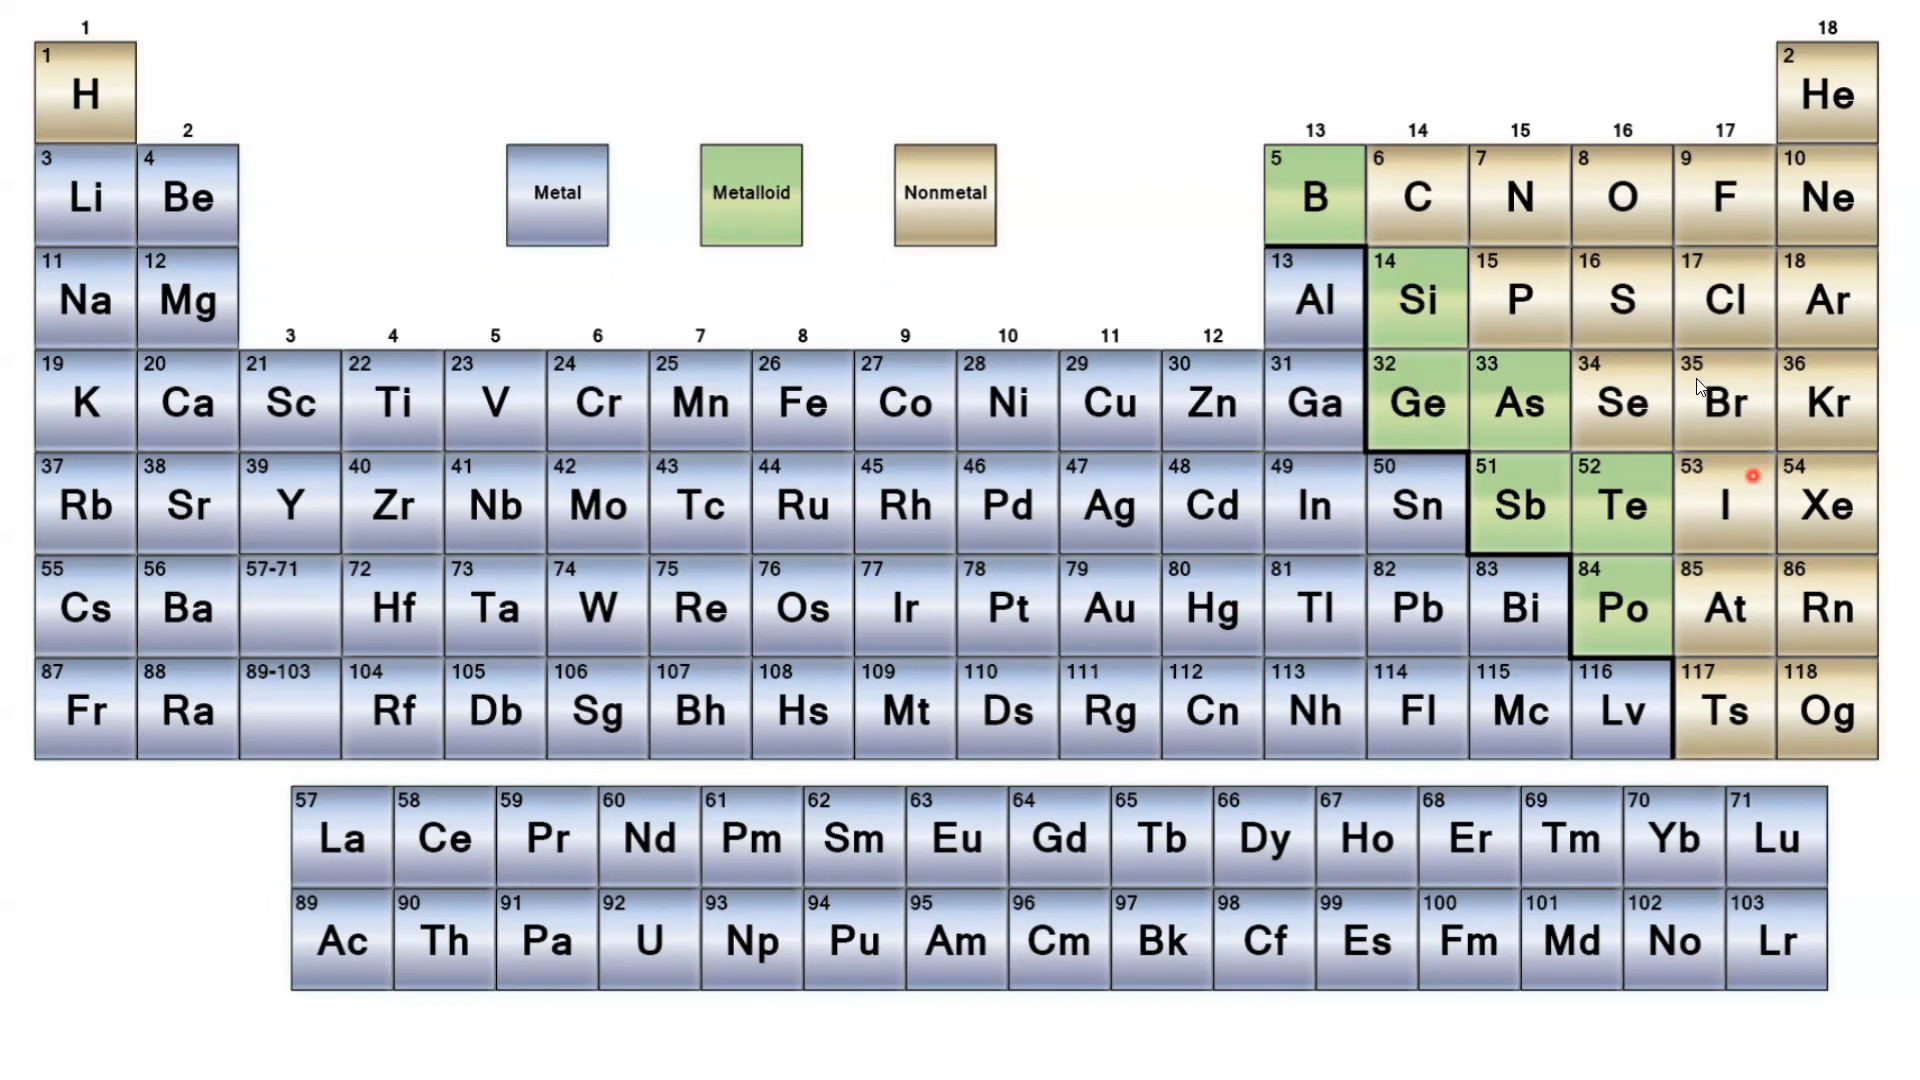 1 18
1 2
H He
2 13 14 15 16 17
3 4 5 6 7 8 9 10
Li Be Metal Metalloid Nonmetal B C N O F Ne
11 12 13 14 15 16 17 18
Na Mg Al Si P S Cl Ar
3 4 5 6 7 8 9 10 11 12
19 20 21 22 23 24 25 26 27 28 29 30 31 32 33 34 35 36
K Ca Sc Ti V Cr Mn Fe Co Ni Cu Zn Ga Ge As Se Br Kr
37 38 39 40 41 42 43 44 45 46 47 48 49 50 51 52 53 54
Rb Sr Y Zr Nb Mo Tc Ru Rh Pd Ag Cd In Sn Sb Te I Xe
55 56 57-71 72 73 74 75 76 77 78 79 80 81 82 83 84 85 86
Cs Ba Hf Ta W Re Os Ir Pt Au Hg Tl Pb Bi Po At Rn
87 88 89-103 104 105 106 107 108 109 110 111 112 113 114 115 116 117 118
Fr Ra Rf Db Sg Bh Hs Mt Ds Rg Cn Nh Fl Mc Lv Ts Og
57 58 59 60 61 62 63 64 65 66 67 68 69 70 71
La Ce Pr Nd Pm Sm Eu Gd Tb Dy Ho Er Tm Yb Lu
89 90 91 92 93 94 95 96 97 98 99 100 101 102 103
Ac Th Pa U Np Pu Am Cm Bk Cf Es Fm Md No Lr